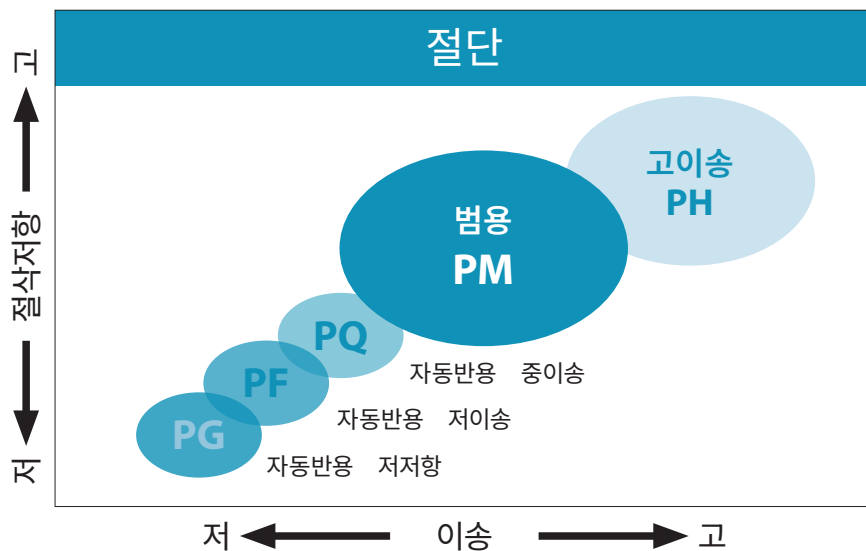 절단
고
절삭저항
저
고이송
PH
범용
PM
PQ
자동반용 중이송
PF
자동반용 저이송
PG
자동반용 저저항
저 이송 고